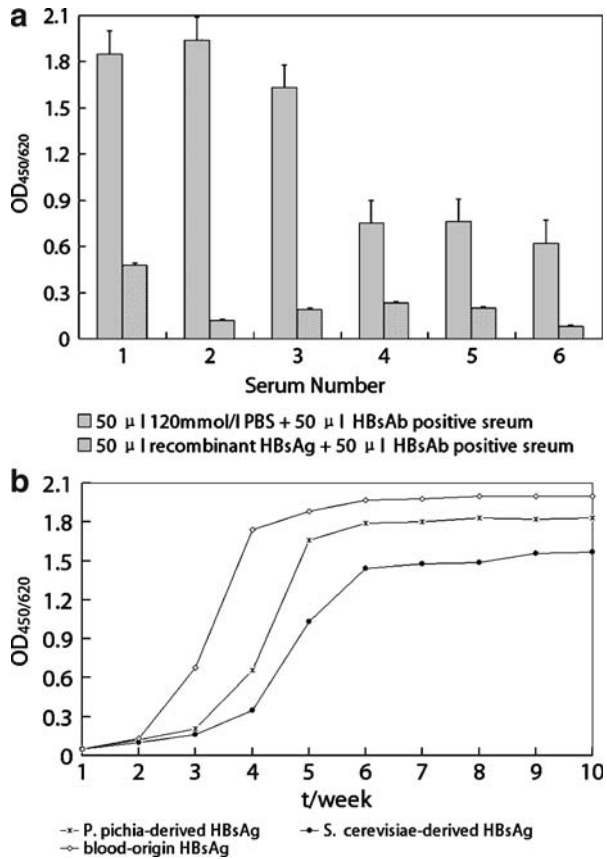 a
2.1
1.8
1.5
1.2
0.9
0.6
0.3
0
OD450/620
1 2 3 4 5 6
Serum Number
50 μl 120mmol/l PBS + 50 μl HBsAb positive sreum
50 μl recombinant HBsAg + 50 μl HBsAb positive sreum
b
2.1
1.8
1.5
1.2
0.9
0.6
0.3
0
OD450/620
1 2 3 4 5 6 7 8 9 10
t/week
P. pichia-derived HBsAg S. cerevisiae-derived HBsAg
blood-origin HBsAg